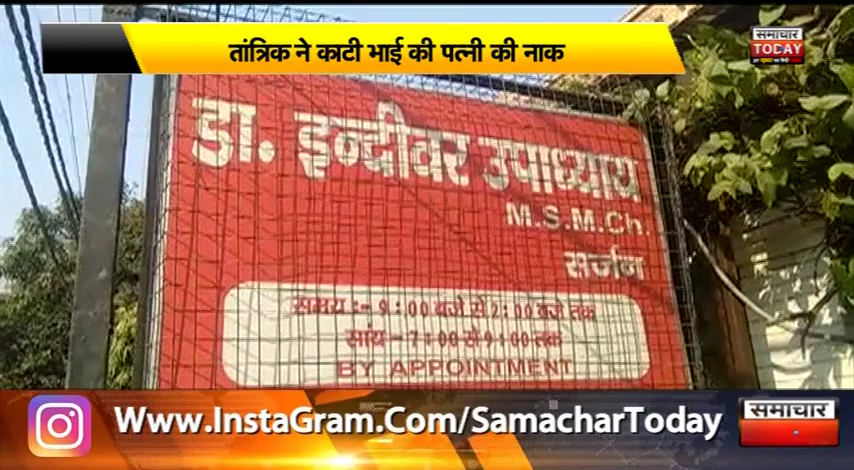 तांत्रिक ने काटी भाई की पत्नी की नाक
समाचार
TODAY
डा. इन्दीवर उपाध्याय
M.S.M.Ch.
सर्जन
समय :- 9 : 00 बजे से 2 : 00 बजे तक
सांय - 7 : 00 से 9 : 00 तक
BY APPOINTMENT
Www.InstaGram.Com/SamacharToday
समाचार